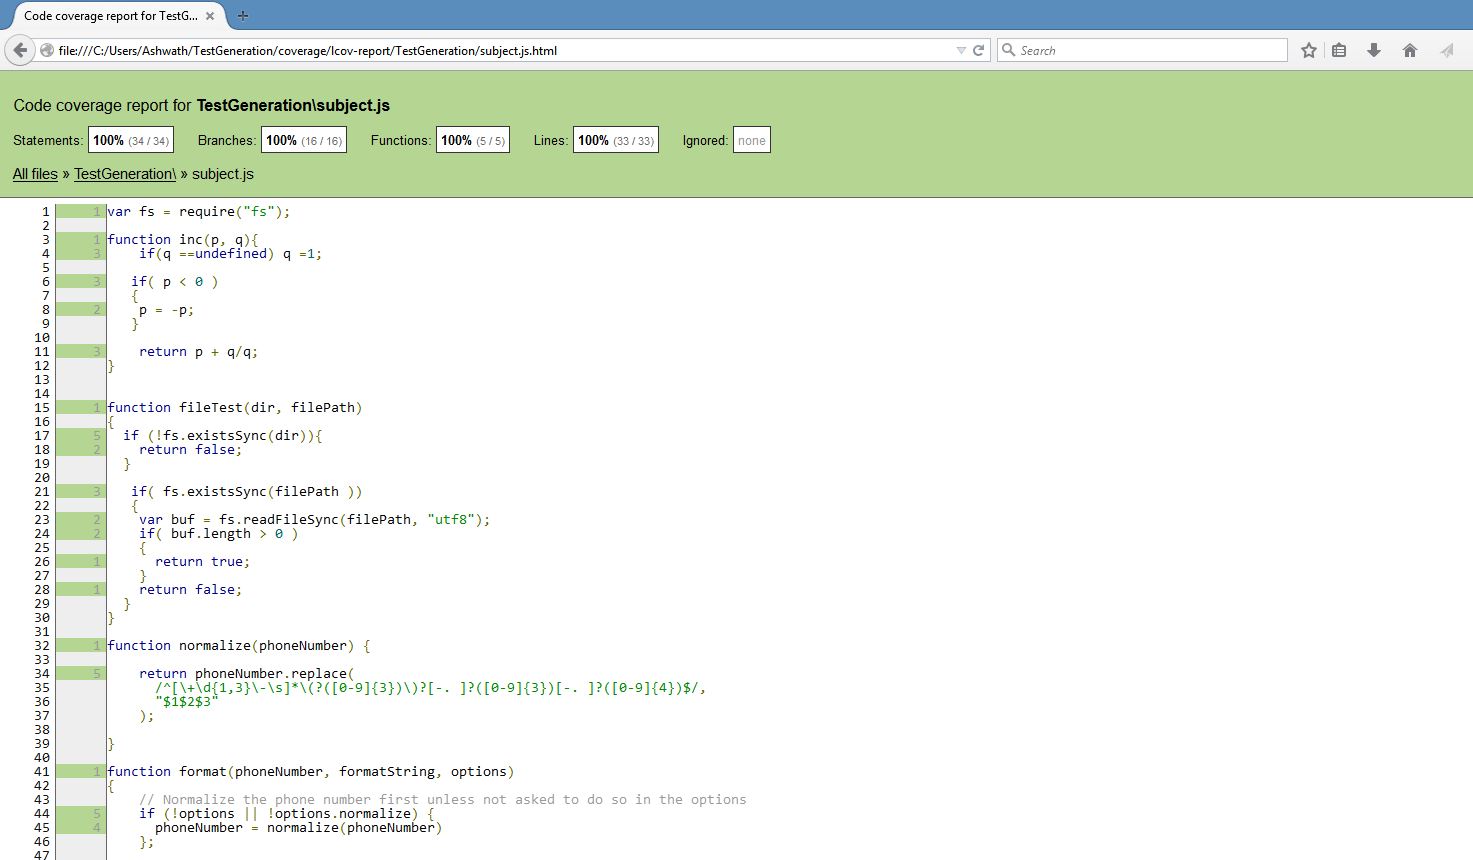 Code coverage report for TestG...
file:///C:/Users/Ashwath/TestGeneration/coverage/lcov-report/TestGeneration/subject.js.html
Search
Code coverage report for TestGeneration\subject.js
Statements: 100% (34 / 34) Branches: 100% (16 / 16) Functions: 100% (5 / 5) Lines: 100% (33 / 33) Ignored: none
All files » TestGeneration\ » subject.js
1 1 var fs = require("fs");
2
3 1 function inc(p, q){
4 3 if(q ==undefined) q =1;
5
6 3 if( p < 0 )
7 {
8 2 p = -p;
9 }
10
11 3 return p + q/q;
12 }
13
14
15 1 function fileTest(dir, filePath)
16 {
17 5 if (!fs.existsSync(dir)){
18 2 return false;
19 }
20
21 3 if( fs.existsSync(filePath ))
22 {
23 2 var buf = fs.readFileSync(filePath, "utf8");
24 2 if( buf.length > 0 )
25 {
26 1 return true;
27 }
28 1 return false;
29 }
30 }
31
32 1 function normalize(phoneNumber) {
33
34 5 return phoneNumber.replace(
35 /^[\+\d{1,3}\-\s]*\(?([0-9]{3})\)?[-. ]?([0-9]{3})[-. ]?([0-9]{4})$/,
36 "$1$2$3"
37 );
38
39 }
40
41 1 function format(phoneNumber, formatString, options)
42 {
43 // Normalize the phone number first unless not asked to do so in the options
44 5 if (!options || !options.normalize) {
45 4 phoneNumber = normalize(phoneNumber)
46 };
47